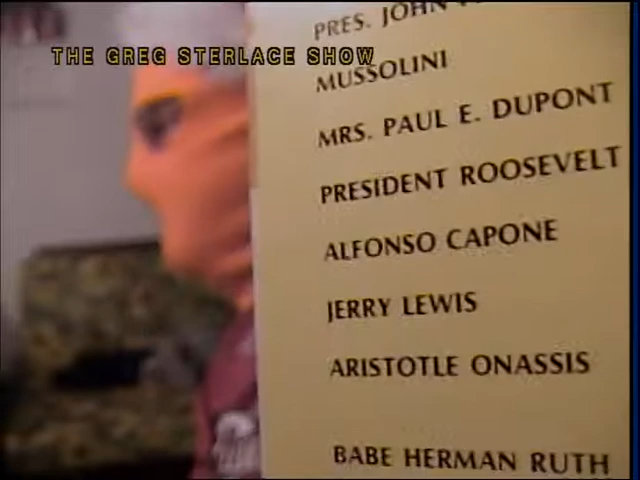 PRES. JOHN
THE GREG STERLACE SHOW
MUSSOLINI
MRS. PAUL E. DUPONT
PRESIDENT ROOSEVELT
ALFONSO CAPONE
JERRY LEWIS
ARISTOTLE ONASSIS
BABE HERMAN RUTH